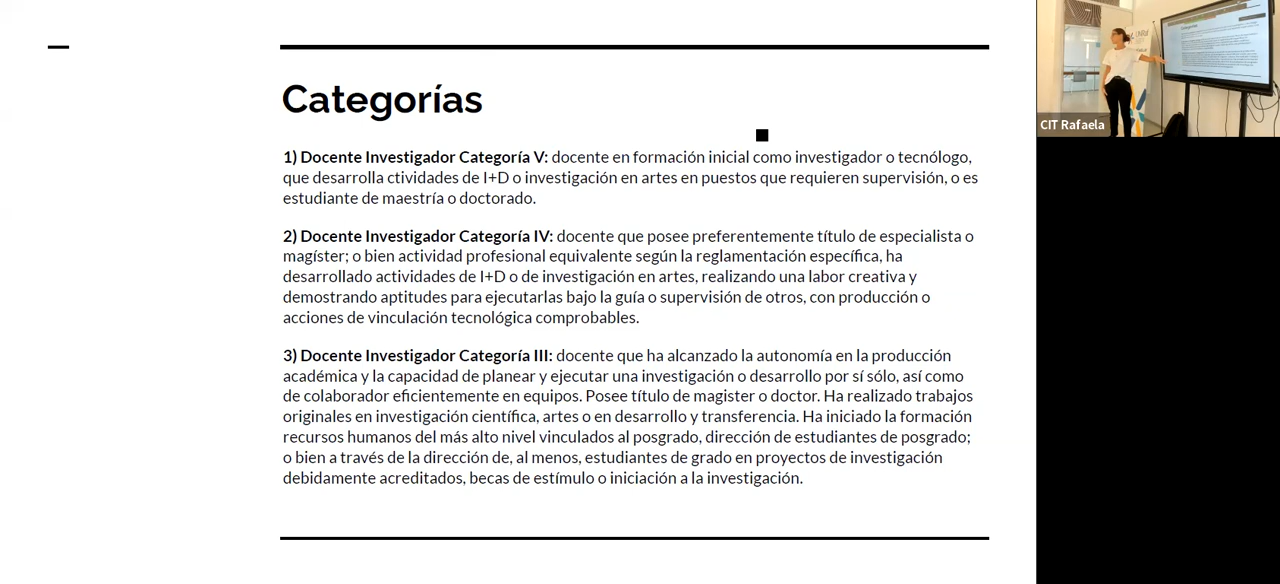 Categorías
1) Docente Investigador Categoría V: docente en formación inicial como investigador o tecnólogo,
que desarrolla ctividades de I+D o investigación en artes en puestos que requieren supervisión, o es
estudiante de maestría o doctorado.
2) Docente Investigador Categoría IV: docente que posee preferentemente título de especialista o
magíster; o bien actividad profesional equivalente según la reglamentación específica, ha
desarrollado actividades de I+D o de investigación en artes, realizando una labor creativa y
demostrando aptitudes para ejecutarlas bajo la guía o supervisión de otros, con producción o
acciones de vinculación tecnológica comprobables.
3) Docente Investigador Categoría III: docente que ha alcanzado la autonomía en la producción
académica y la capacidad de planear y ejecutar una investigación o desarrollo por sí sólo, así como
de colaborador eficientemente en equipos. Posee título de magister o doctor. Ha realizado trabajos
originales en investigación científica, artes o en desarrollo y transferencia. Ha iniciado la formación
recursos humanos del más alto nivel vinculados al posgrado, dirección de estudiantes de posgrado;
o bien a través de la dirección de, al menos, estudiantes de grado en proyectos de investigación
debidamente acreditados, becas de estímulo o iniciación a la investigación.
CIT Rafaela